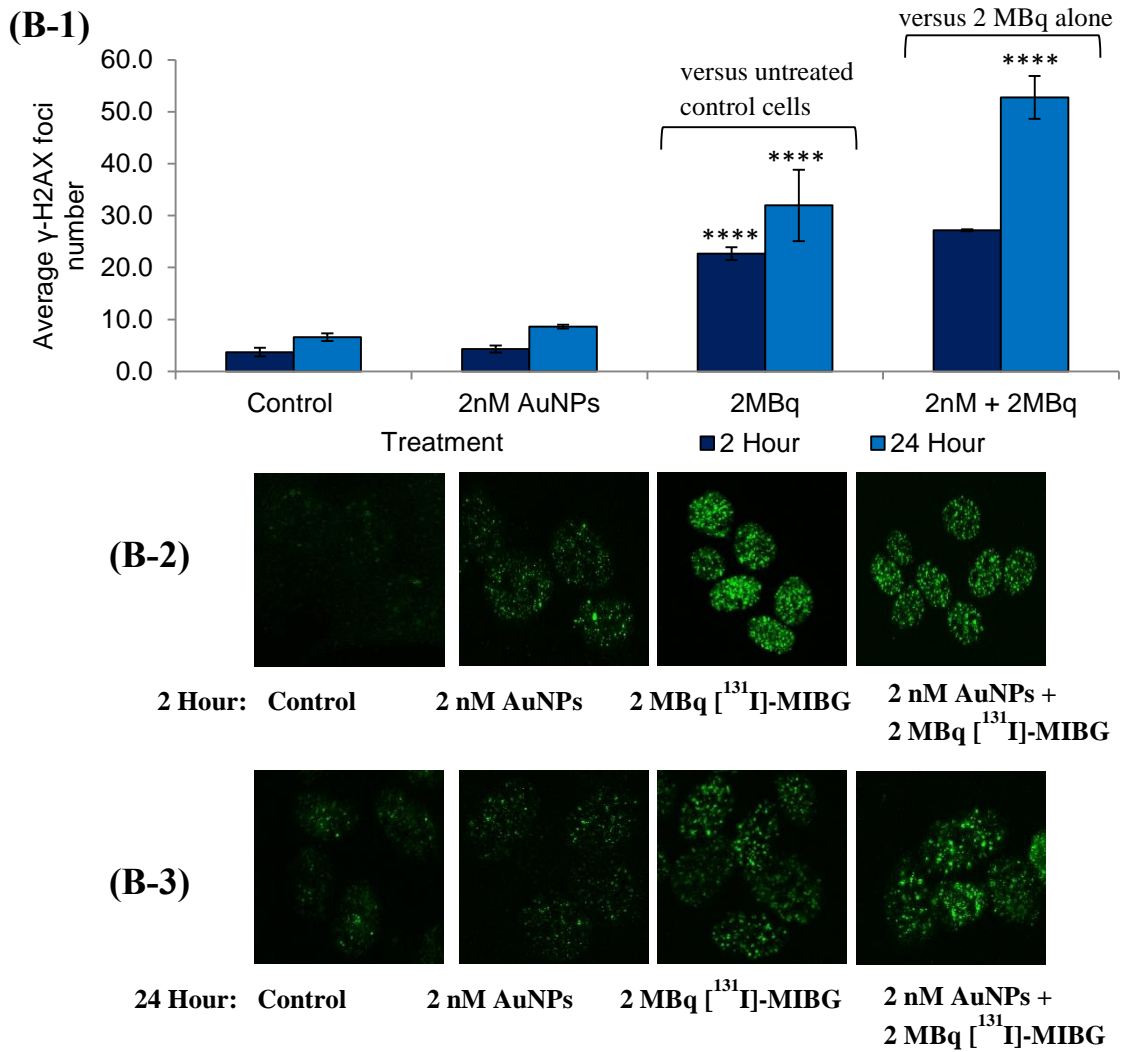 (B-1)
versus 2 MBq alone
versus untreated
control cells
Average γ-H2AX foci
number
60.0
50.0
40.0
30.0
20.0
10.0
0.0
****
****
****
Control 2nM AuNPs 2MBq 2nM + 2MBq
Treatment 2 Hour 24 Hour
(B-2)
2 Hour: Control 2 nM AuNPs 2 MBq [¹³¹I]-MIBG 2 nM AuNPs +
2 MBq [¹³¹I]-MIBG
(B-3)
24 Hour: Control 2 nM AuNPs 2 MBq [¹³¹I]-MIBG 2 nM AuNPs +
2 MBq [¹³¹I]-MIBG